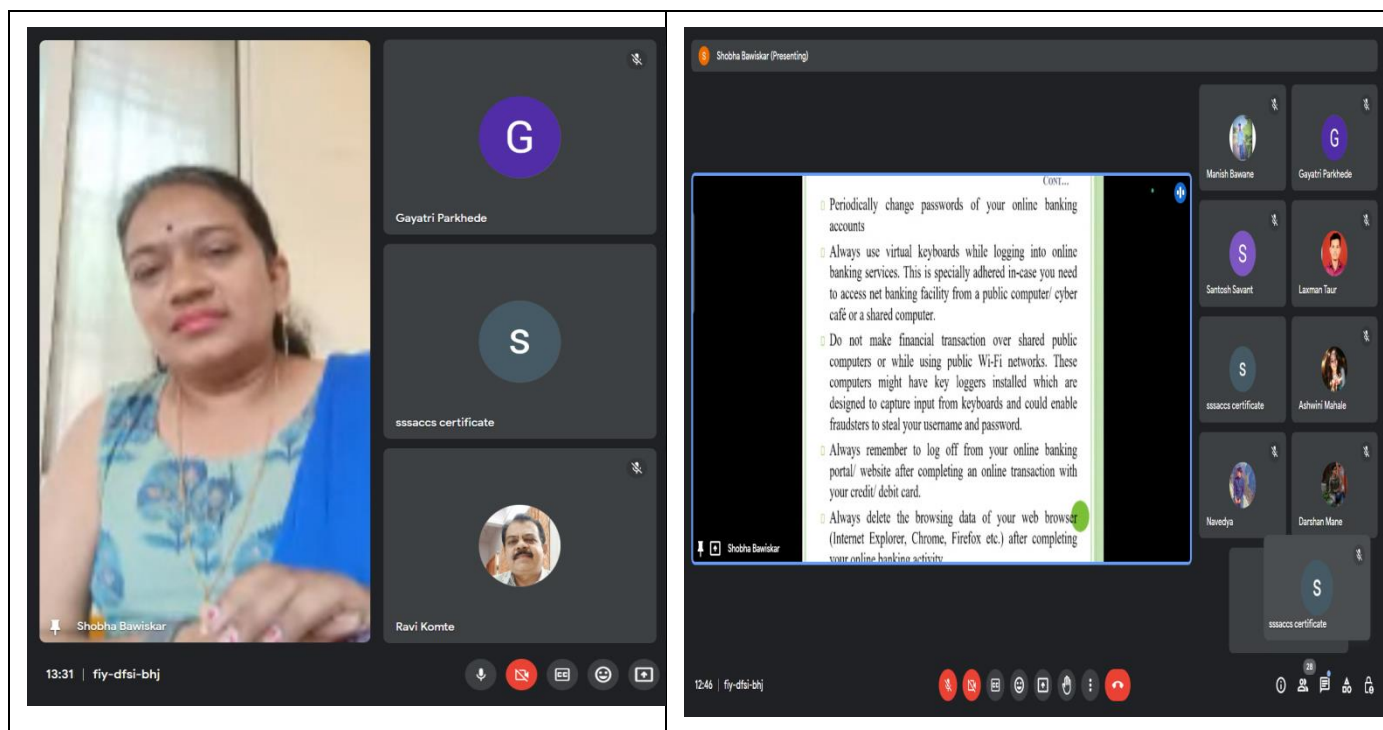 G
Gayatri Parkhede
S
sssaccs certificate
Ravi Komte
Shobha Bawiskar
13:31 | fiy-dfsi-bhj
CC
S
Shobha Bawiskar (Presenting)
CONT...
Periodically change passwords of your online banking
accounts
Always use virtual keyboards while logging into online
banking services. This is specially adhered in-case you need
to access net banking facility from a public computer/ cyber
café or a shared computer.
Do not make financial transaction over shared public
computers or while using public Wi-Fi networks. These
computers might have key loggers installed which are
designed to capture input from keyboards and could enable
fraudsters to steal your username and password.
Always remember to log off from your online banking
portal/ website after completing an online transaction with
your credit/ debit card.
Always delete the browsing data of your web browser
(Internet Explorer, Chrome, Firefox etc.) after completing
your online banking activity
Shobha Bawiskar
Manish Bawane
G
Gayatri Parkhede
S
Santosh Savant
Laxman Taur
S
sssaccs certificate
Ashwini Mahale
Navedya
Darshan Mane
S
sssaccs certificate
12:46 | fiy-dfsi-bhj
CC
28